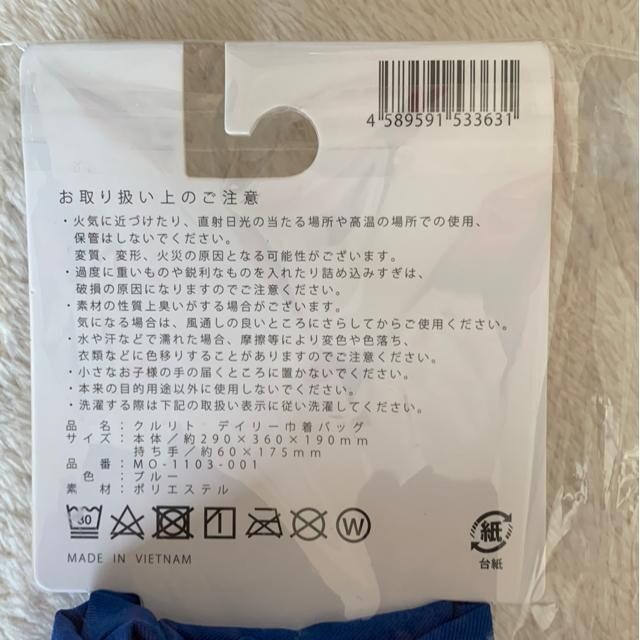 4 589591 533631
お取り扱い上のご注意
・火気に近づけたり、直射日光の当たる場所や高温の場所での使用、
保管はしないでください。
変質、変形、火災の原因となる可能性がございます。
・過度に重いものや鋭利なものを入れたり詰め込みすぎは、
破損の原因になりますのでご注意ください。
・素材の性質上臭いがする場合がございます。
気になる場合は、風通しの良いところにさらしてからご使用ください。
・水や汗などで濡れた場合、摩擦等により変色や色落ち、
衣類などに色移りすることがありますのでご注意ください。
・小さなお子様の手の届くところに置かないでください。
・本来の目的用途以外に使用しないでください。
・洗濯する際は下記の取扱い表示に従い洗濯してください。
品名:クルリト デイリー巾着バッグ
サイズ:本体/約290×360×190mm
持ち手/約60×175mm
品番:MO-1103-001
色:ブルー
素材:ポリエステル
30 W
MADE IN VIETNAM
紙
台紙